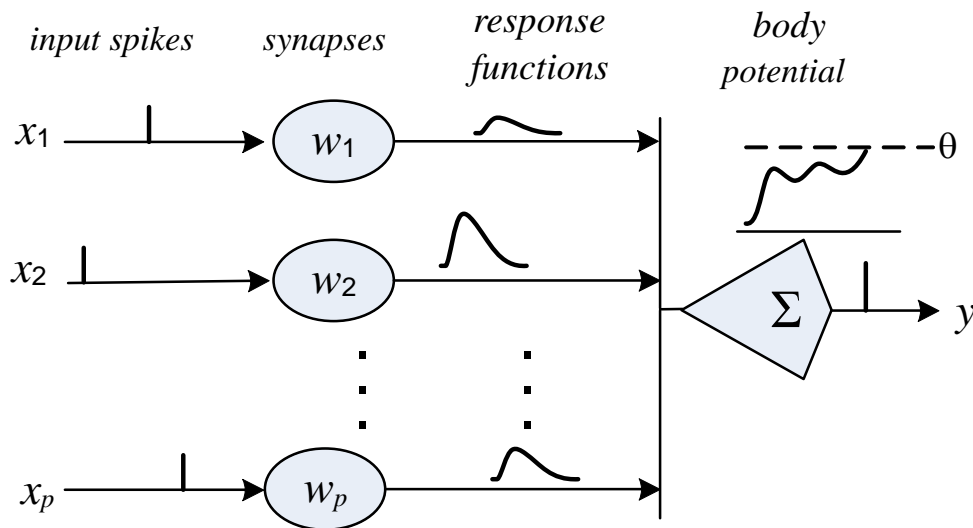 input spikes
synapses
response
functions
body
potential
x1
w1
θ
x2
w2
Σ
y
xp
wp